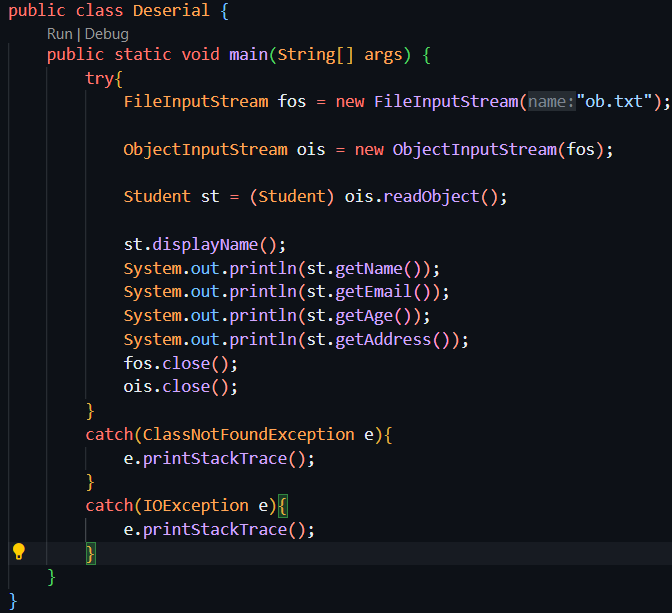 public class Deserial {
Run | Debug
public static void main(String[] args) {
try{
FileInputStream fos = new FileInputStream(name:"ob.txt");
ObjectInputStream ois = new ObjectInputStream(fos);
Student st = (Student) ois.readObject();
st.displayName();
System.out.println(st.getName());
System.out.println(st.getEmail());
System.out.println(st.getAge());
System.out.println(st.getAddress());
fos.close();
ois.close();
}
catch(ClassNotFoundException e){
e.printStackTrace();
}
catch(IOException e){
e.printStackTrace();
}
}
}